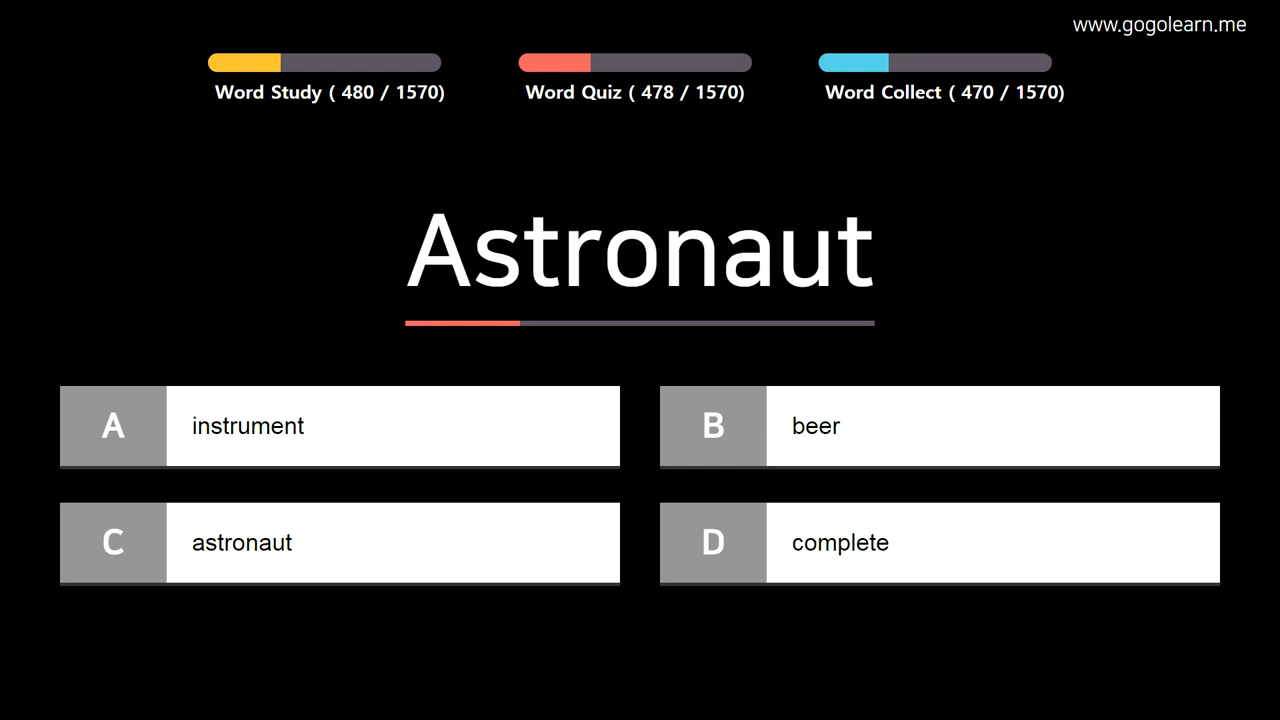 www.gogolearn.me
Word Study ( 480 / 1570)
Word Quiz ( 478 / 1570)
Word Collect ( 470 / 1570)
Astronaut
A
instrument
B
beer
C
astronaut
D
complete